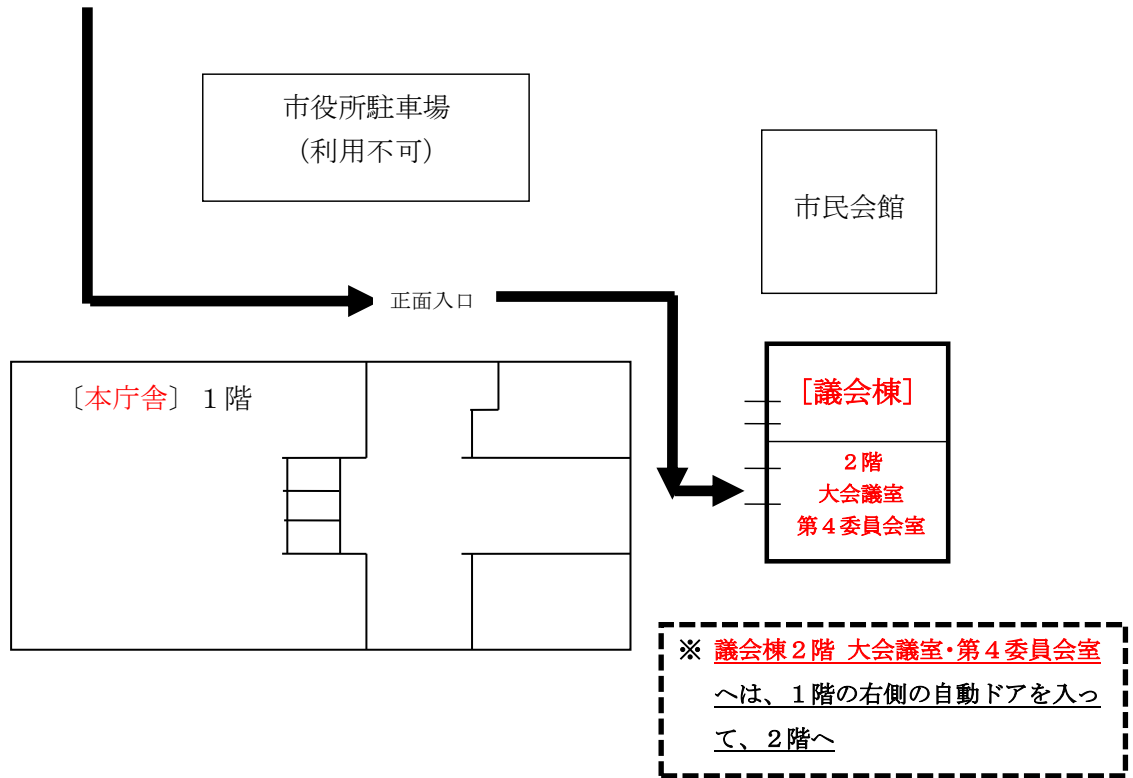 市役所駐車場
（利用不可）
市民会館
正面入口
〔本庁舎〕１階
［議会棟］
２階
大会議室
第４委員会室
※ 議会棟２階 大会議室・第４委員会室
へは、１階の右側の自動ドアを入っ
て、２階へ